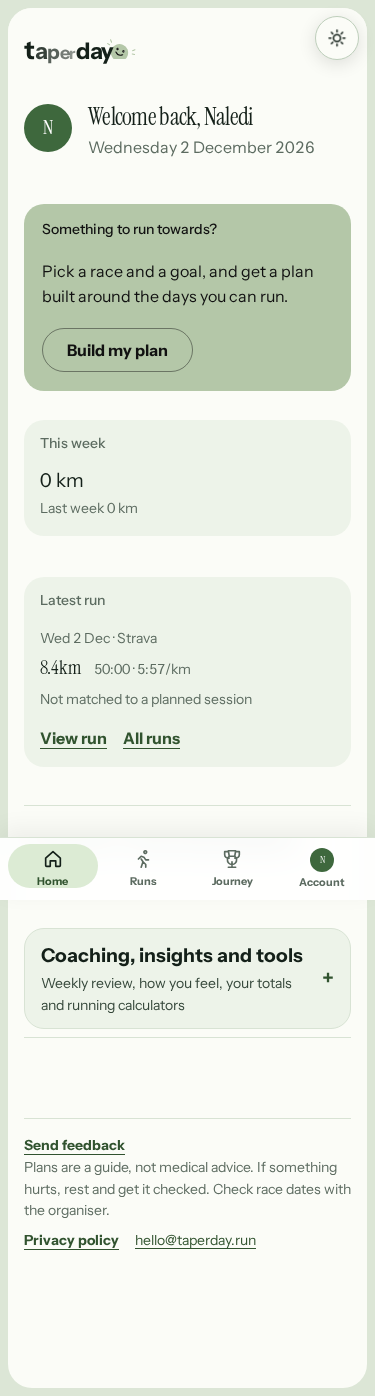 taperday
Welcome back, Naledi
N
Wednesday 2 December 2026
Something to run towards?
Pick a race and a goal, and get a plan
built around the days you can run.
Build my plan
This week
0 km
Last week 0 km
Latest run
Wed 2 Dec · Strava
8.4km 50:00 · 5:57/km
Not matched to a planned session
View run All runs
N
Home Runs Journey Account
Coaching, insights and tools
Weekly review, how you feel, your totals
and running calculators
+
Send feedback
Plans are a guide, not medical advice. If something
hurts, rest and get it checked. Check race dates with
the organiser.
Privacy policy hello@taperday.run